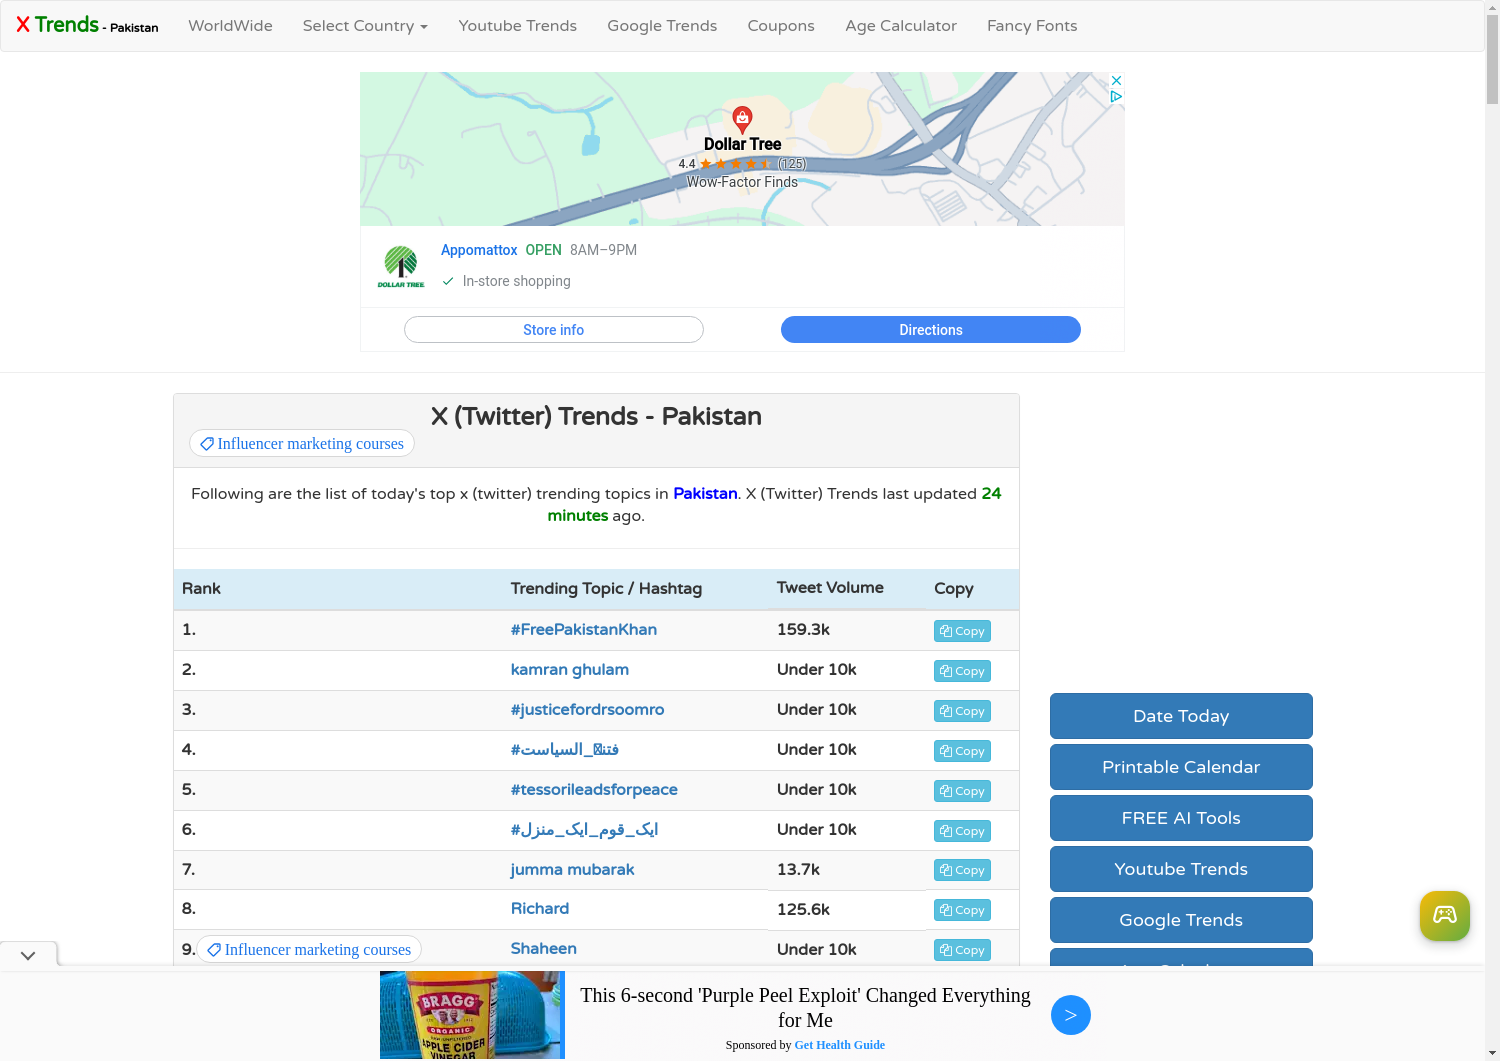 X Trends - Pakistan
WorldWide
Select Country
Youtube Trends
Google Trends
Coupons
Age Calculator
Fancy Fonts
Dollar Tree
4.4 (125)
Wow-Factor Finds
DOLLAR TREE
Appomattox OPEN 8AM–9PM
In-store shopping
Store info
Directions
X (Twitter) Trends - Pakistan
Influencer marketing courses
Following are the list of today's top x (twitter) trending topics in Pakistan. X (Twitter) Trends last updated 24
minutes ago.
Rank Trending Topic / Hashtag Tweet Volume Copy
1. #FreePakistanKhan 159.3k Copy
2. kamran ghulam Under 10k Copy
3. #justicefordrsoomro Under 10k Copy
4. Under 10k Copy
5. #tessorileadsforpeace Under 10k Copy
6. #ایک_قوم_ایک_منزل Under 10k Copy
7. jumma mubarak 13.7k Copy
8. Richard 125.6k Copy
9. Influencer marketing courses Shaheen Under 10k Copy
Date Today
Printable Calendar
FREE AI Tools
Youtube Trends
Google Trends
BRAGG
ORGANIC
APPLE CIDER
VINEGAR
This 6-second 'Purple Peel Exploit' Changed Everything
for Me
Sponsored by Get Health Guide
>